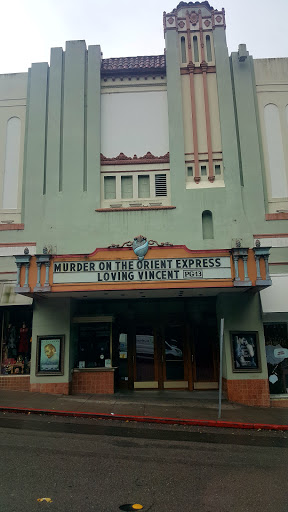 MURDER ON THE ORIENT EXPRESS
LOVING VINCENT PG13